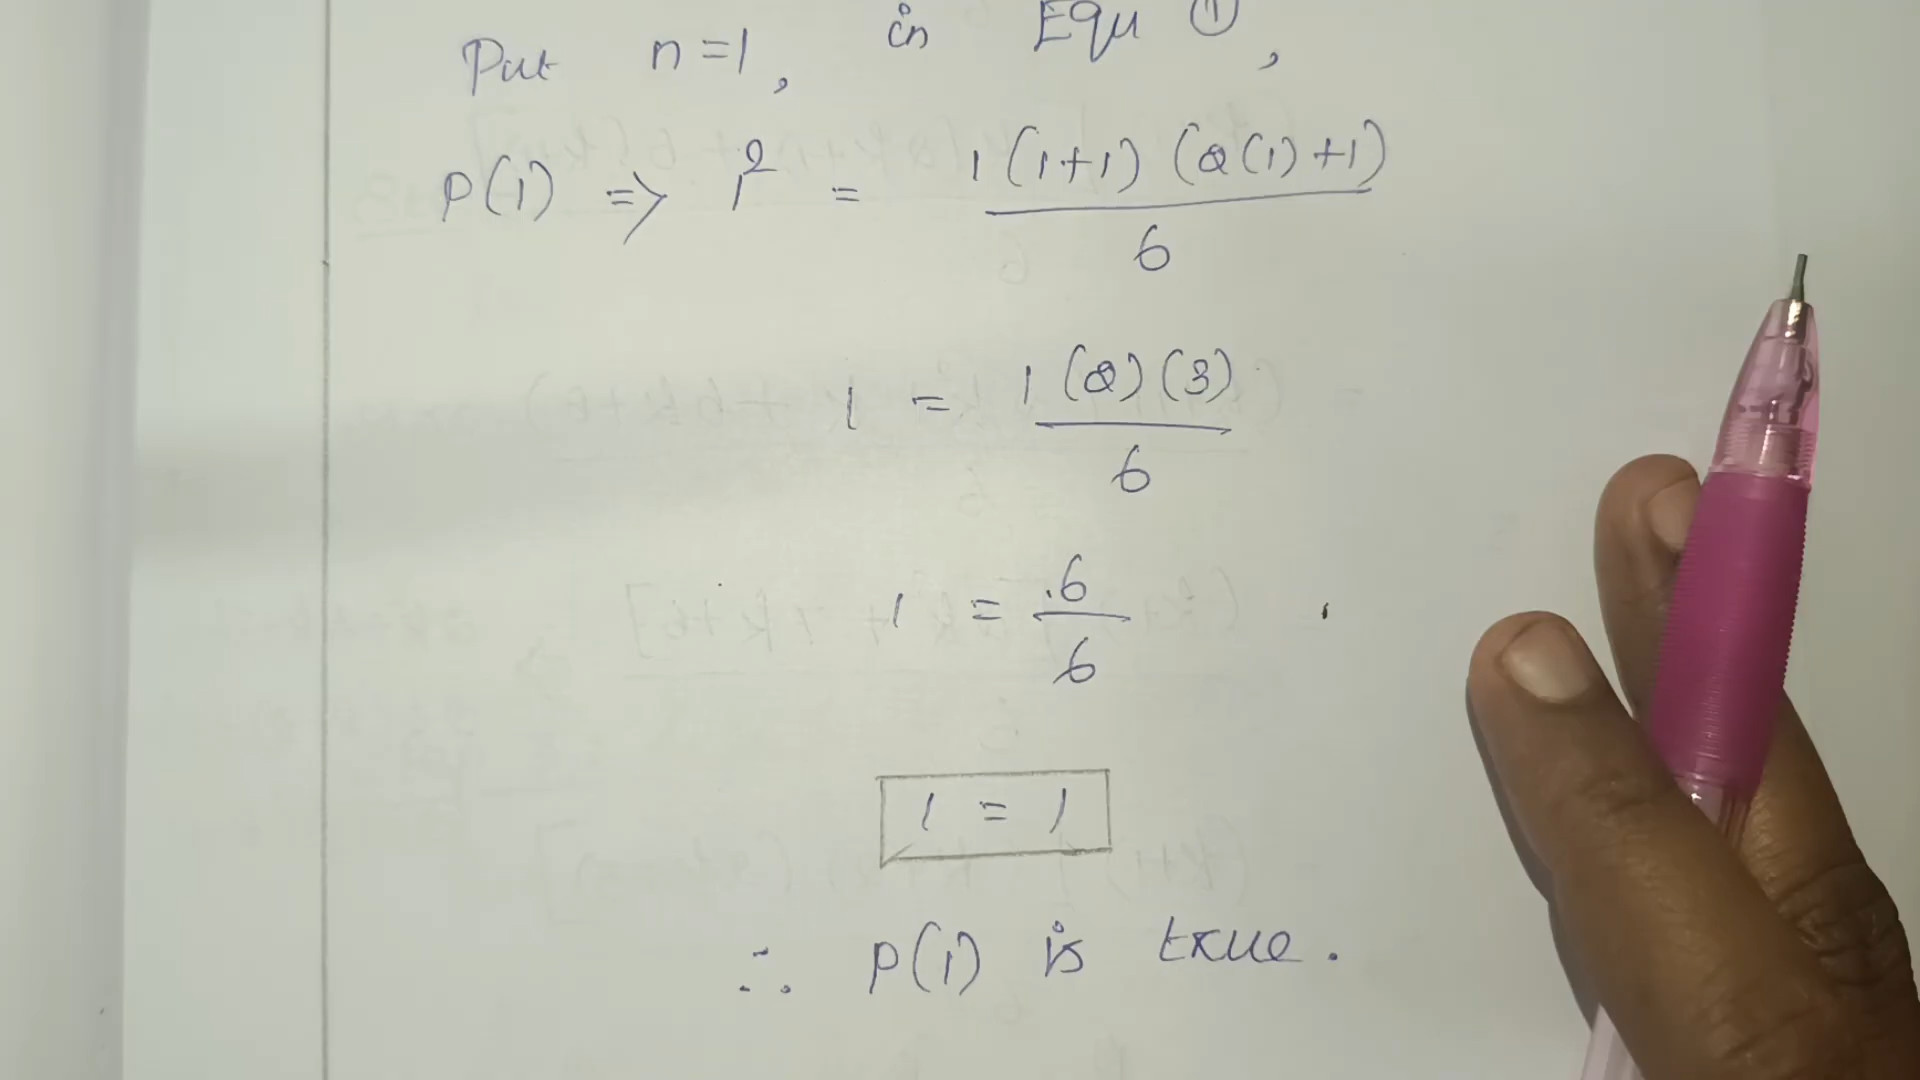 Put n=1, in Equ ①,
P(1) => 1² = 1(1+1)(2(1)+1)
6
1 = 1(2)(3)
6
1 = 6
6
1 = 1
∴ P(1) is true.